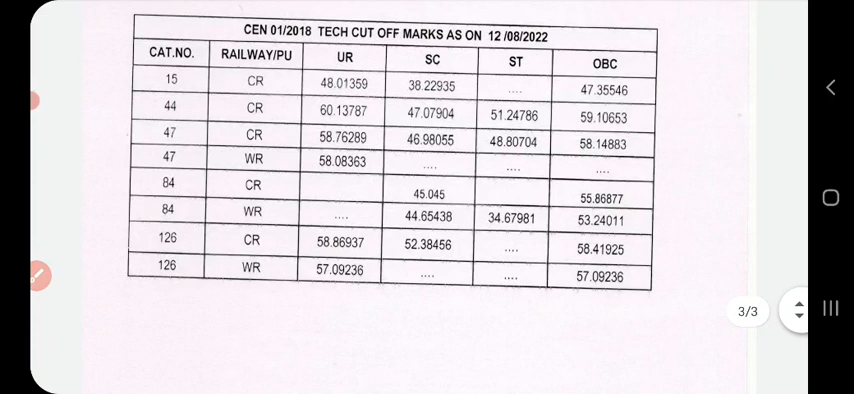 CEN 01/2018 TECH CUT OFF MARKS AS ON 12 /08/2022
CAT.NO. RAILWAY/PU UR SC ST OBC
15 CR 48.01359 38.22935 .... 47.35546
44 CR 60.13787 47.07904 51.24786 59.10653
47 CR 58.76289 46.98055 48.80704 58.14883
47 WR 58.08363 .... .... ....
84 CR 45.045 55.86877
84 WR .... 44.65438 34.67981 53.24011
126 CR 58.86937 52.38456 .... 58.41925
126 WR 57.09236 .... .... 57.09236
3/3